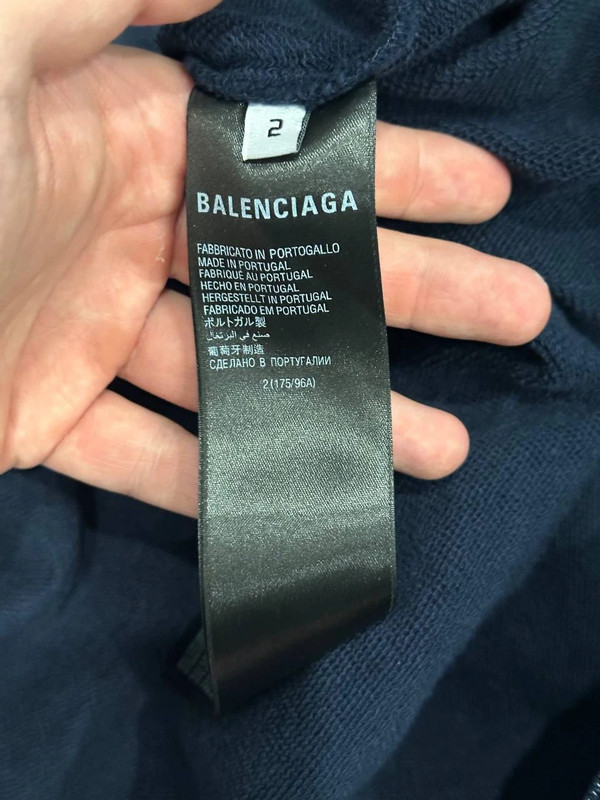 2
BALENCIAGA
FABBRICATO IN PORTOGALLO
MADE IN PORTUGAL
FABRIQUÉ AU PORTUGAL
HECHO EN PORTUGAL
HERGESTELLT IN PORTUGAL
FABRICADO EM PORTUGAL
ポルトガル製
صنع في البرتغال
葡萄牙制造
СДЕЛАНО В ПОРТУГАЛИИ
2 (175/96A)